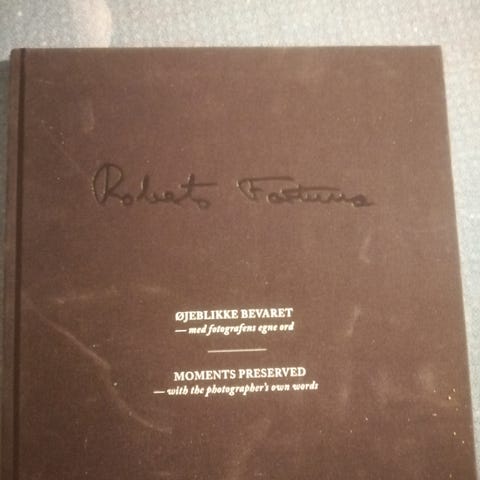 Roberto Fortuna
ØJEBLIKKE BEVARET
— med fotografens egne ord
MOMENTS PRESERVED
— with the photographer's own words